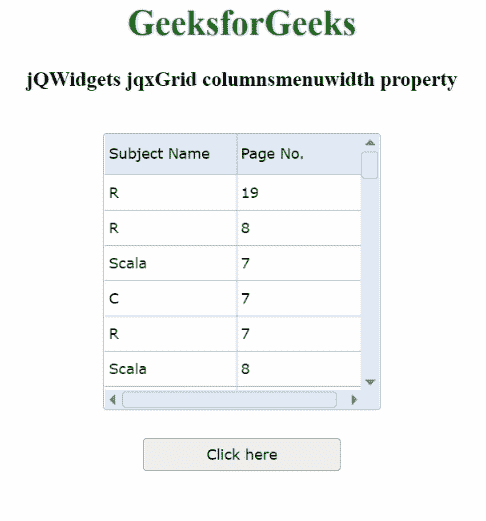 GeeksforGeeks
jQWidgets jqxGrid columnsmenuwidth property
Subject Name Page No.
R 19
R 8
Scala 7
C 7
R 7
Scala 8
Click here